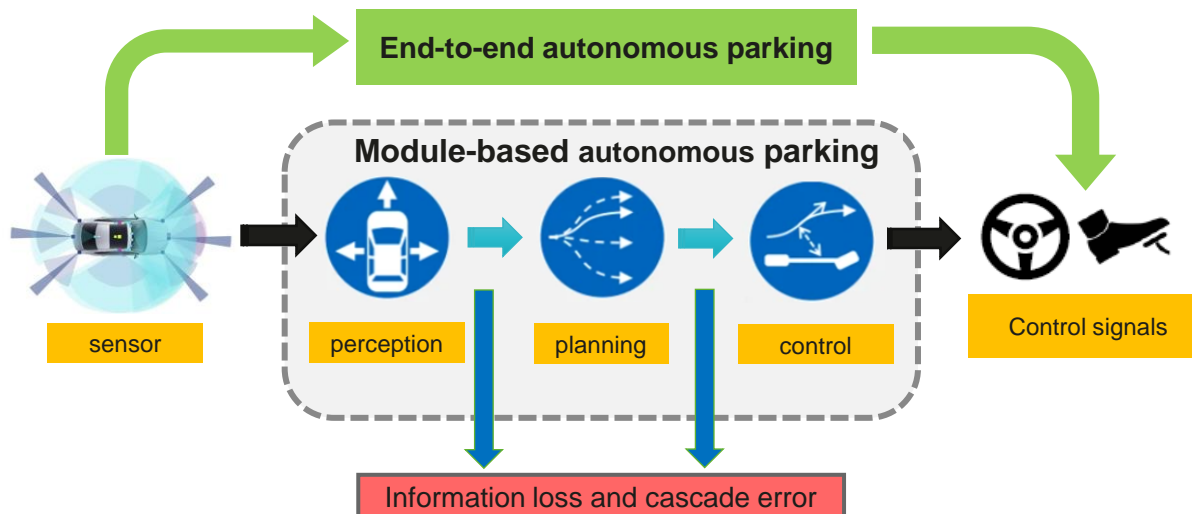 End-to-end autonomous parking
Module-based autonomous parking
sensor
perception
planning
control
Control signals
Information loss and cascade error